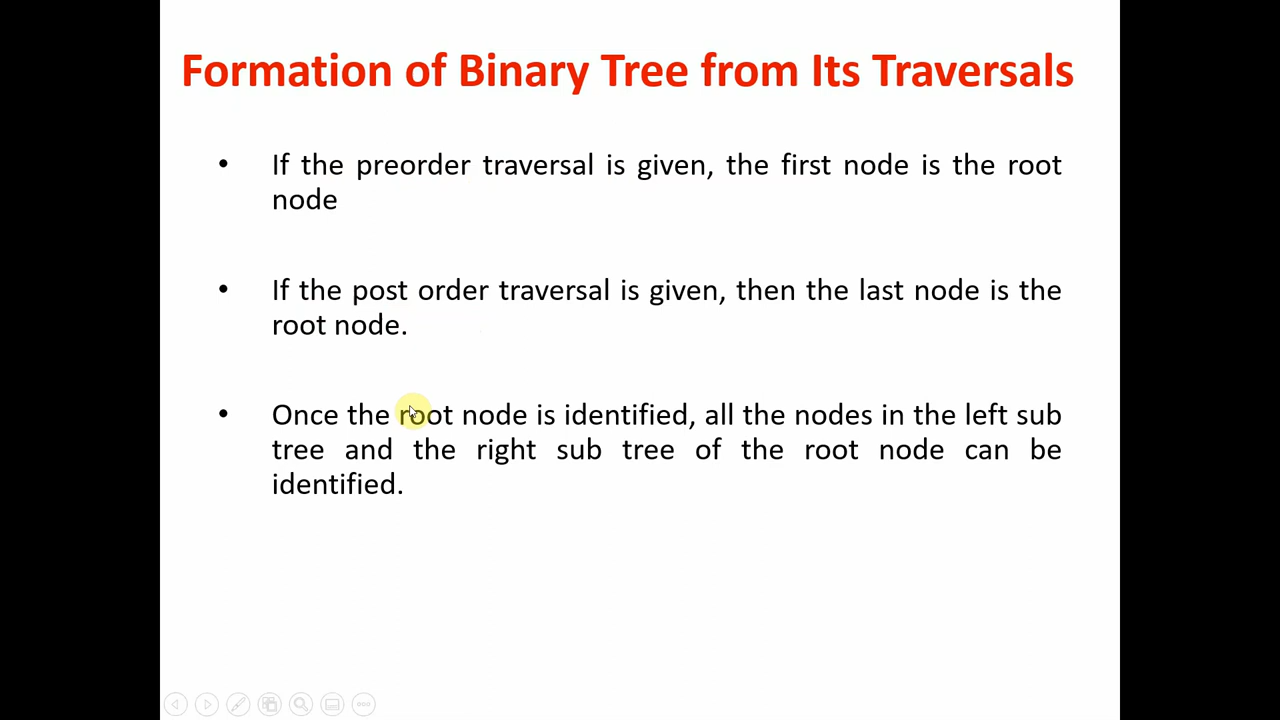 Formation of Binary Tree from Its Traversals
• If the preorder traversal is given, the first node is the root
node
• If the post order traversal is given, then the last node is the
root node.
• Once the root node is identified, all the nodes in the left sub
tree and the right sub tree of the root node can be
identified.